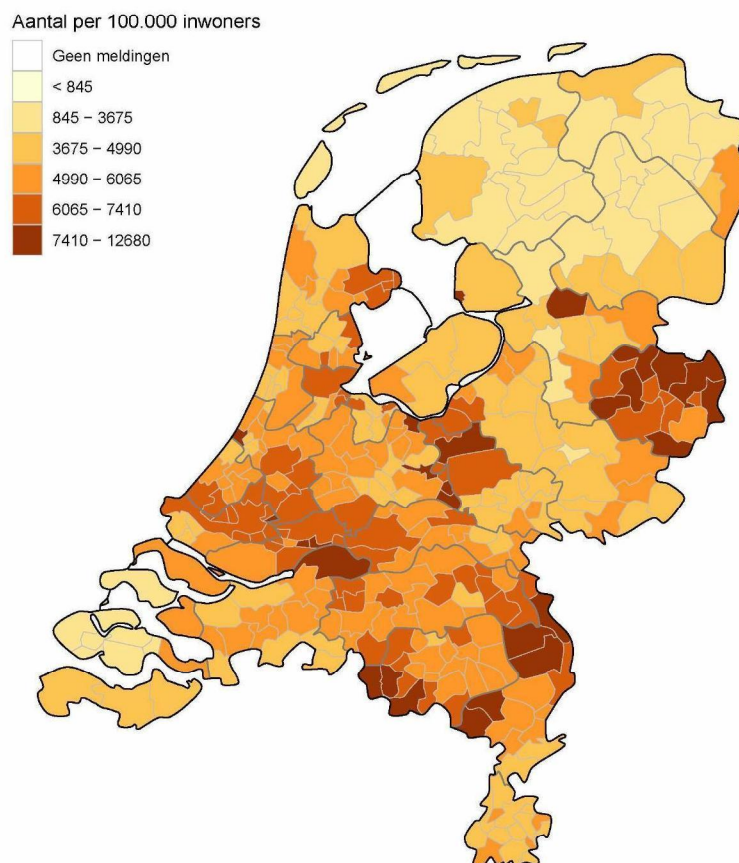 Aantal per 100.000 inwoners
Geen meldingen
< 845
845 – 3675
3675 – 4990
4990 – 6065
6065 – 7410
7410 – 12680